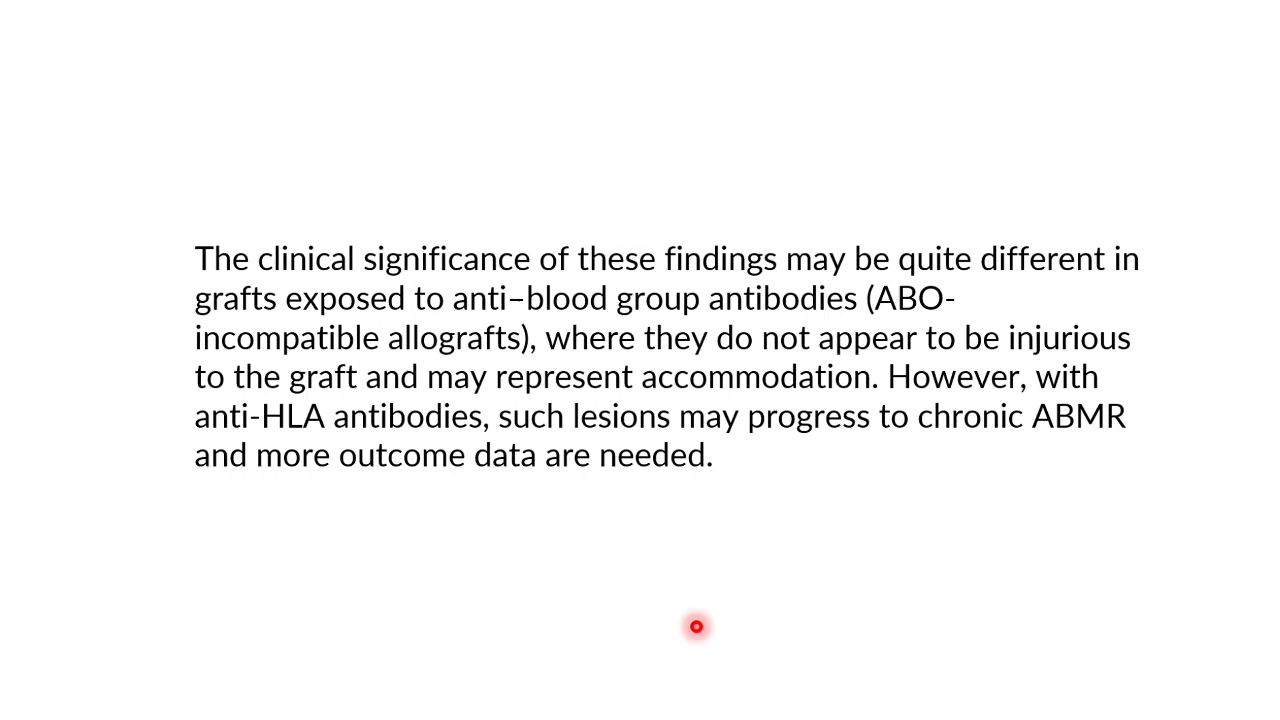 The clinical significance of these findings may be quite different in
grafts exposed to anti–blood group antibodies (ABO-
incompatible allografts), where they do not appear to be injurious
to the graft and may represent accommodation. However, with
anti-HLA antibodies, such lesions may progress to chronic ABMR
and more outcome data are needed.